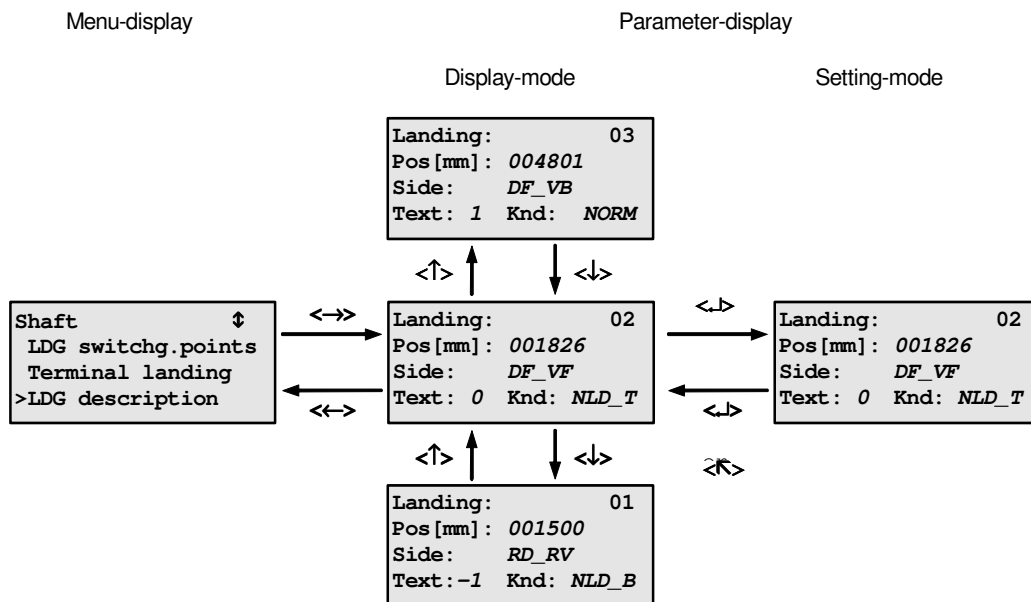 Menu-display
Parameter-display
Display-mode
Setting-mode
Landing: 03
Pos[mm]: 004801
Side: DF_VB
Text: 1 Knd: NORM
<↑>
<↓>
Shaft ↕
LDG switchg.points
Terminal landing
>LDG description
<→>
<←>
Landing: 02
Pos[mm]: 001826
Side: DF_VF
Text: 0 Knd: NLD_T
<↵>
<↵>
Landing: 02
Pos[mm]: 001826
Side: DF_VF
Text: 0 Knd: NLD_T
<↑>
<↓>
<↖>
Landing: 01
Pos[mm]: 001500
Side: RD_RV
Text:-1 Knd: NLD_B